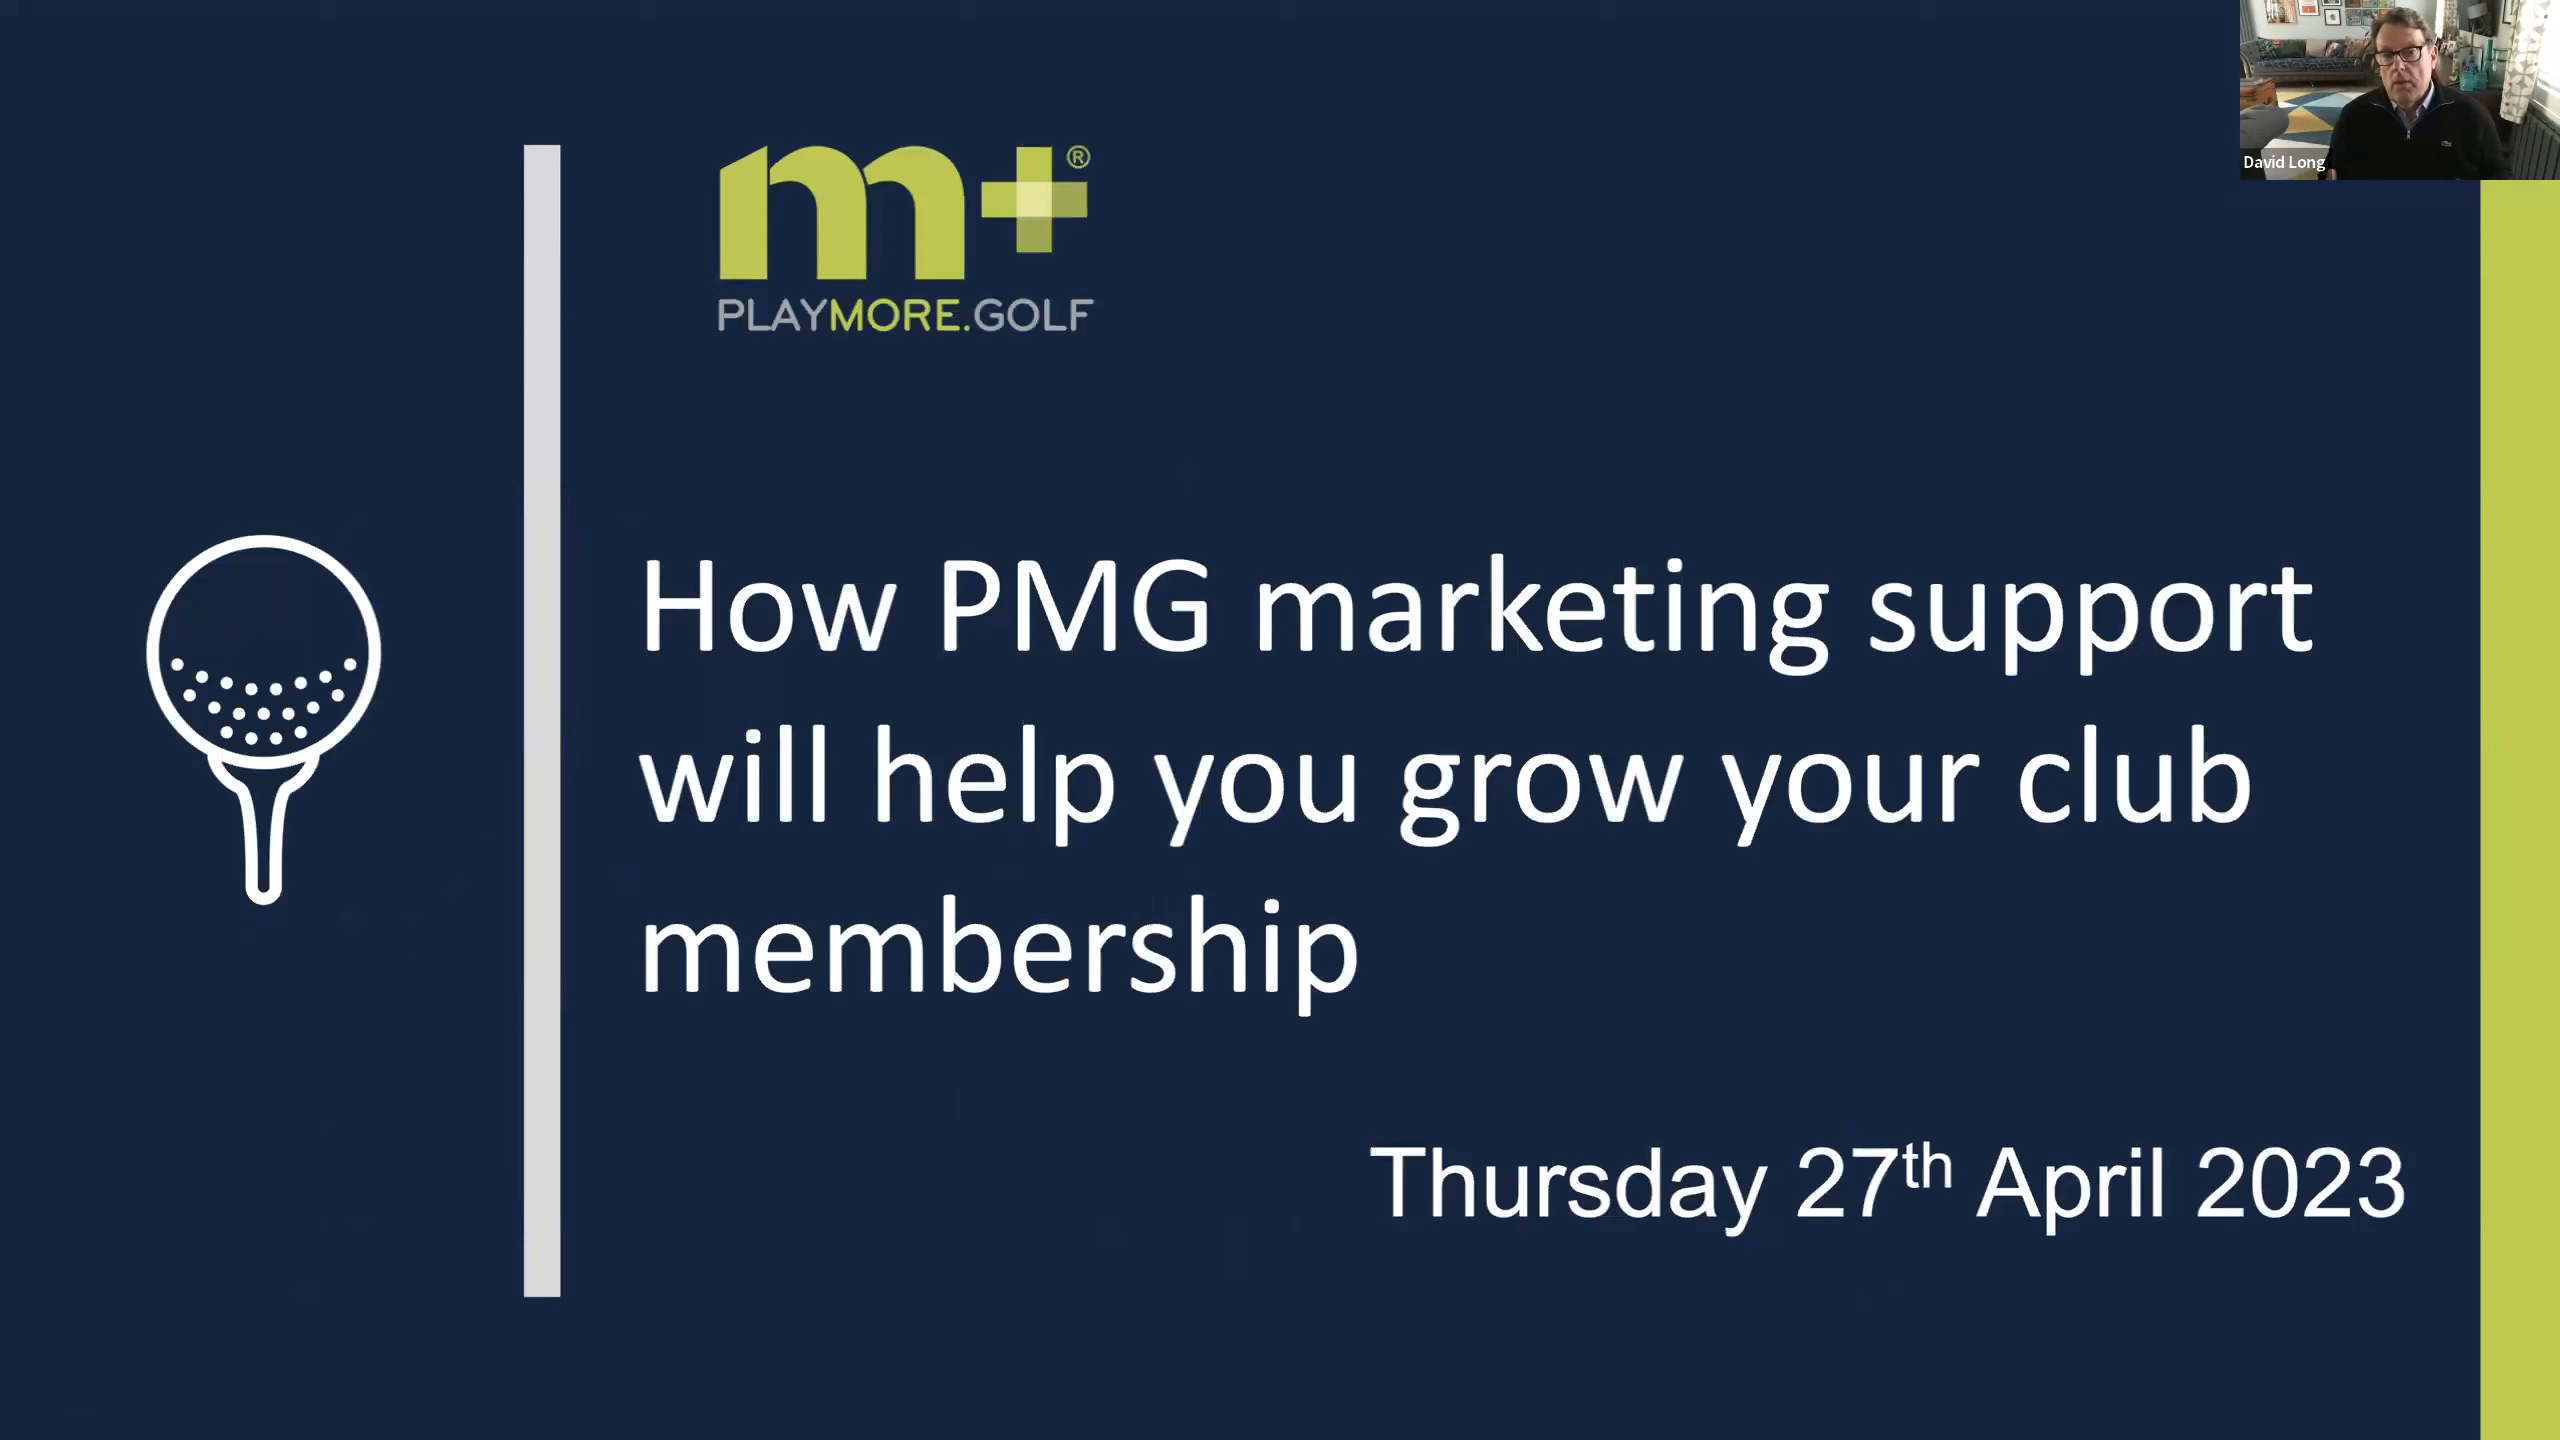 m+®
PLAYMORE.GOLF
David Long
How PMG marketing support
will help you grow your club
membership
Thursday 27th April 2023